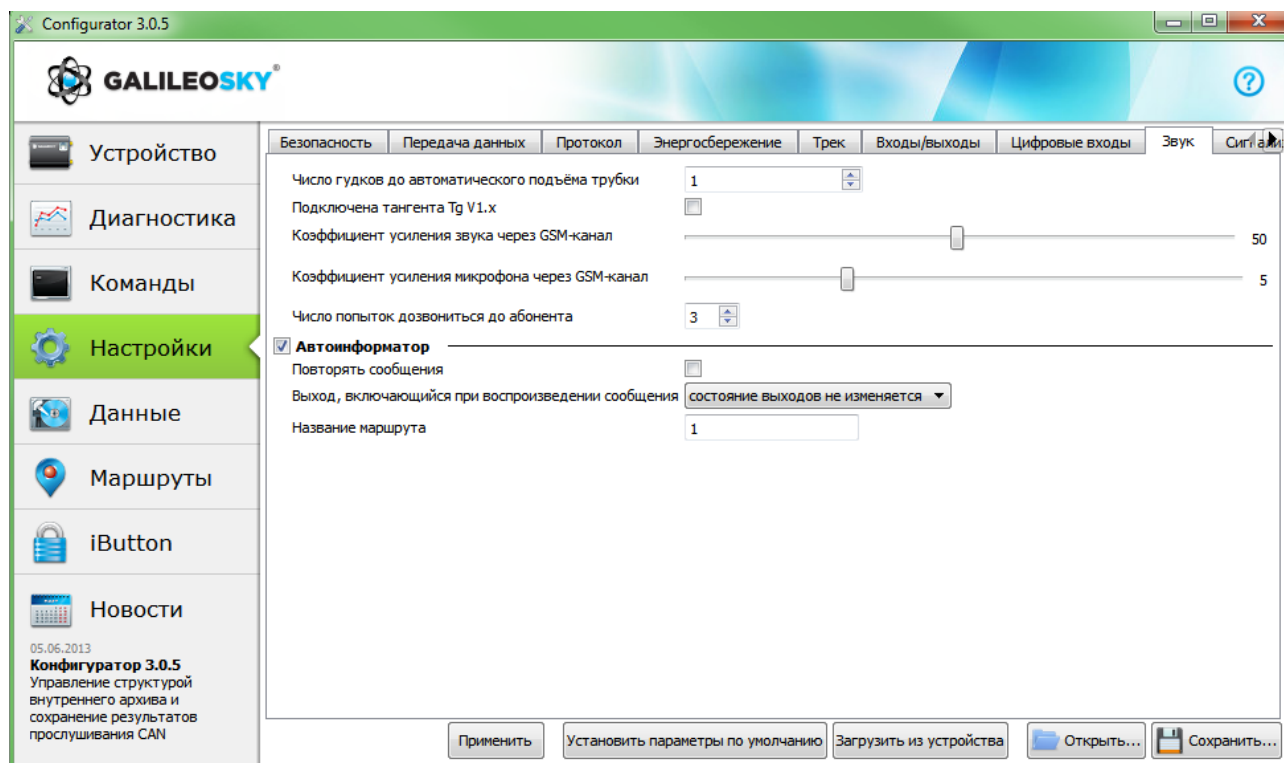 Configurator 3.0.5
GALILEOSKY®
?
Устройство
Диагностика
Команды
Настройки
Данные
Маршруты
iButton
Новости
05.06.2013
Конфигуратор 3.0.5
Управление структурой
внутреннего архива и
сохранение результатов
прослушивания CAN
Безопасность Передача данных Протокол Энергосбережение Трек Входы/выходы Цифровые входы Звук
Число гудков до автоматического подъёма трубки 1
Подключена тангента Tg V1.x
Коэффициент усиления звука через GSM-канал 50
Коэффициент усиления микрофона через GSM-канал 5
Число попыток дозвониться до абонента 3
Автоинформатор
Повторять сообщения
Выход, включающийся при воспроизведении сообщения состояние выходов не изменяется
Название маршрута 1
Применить Установить параметры по умолчанию Загрузить из устройства Открыть... Сохранить...